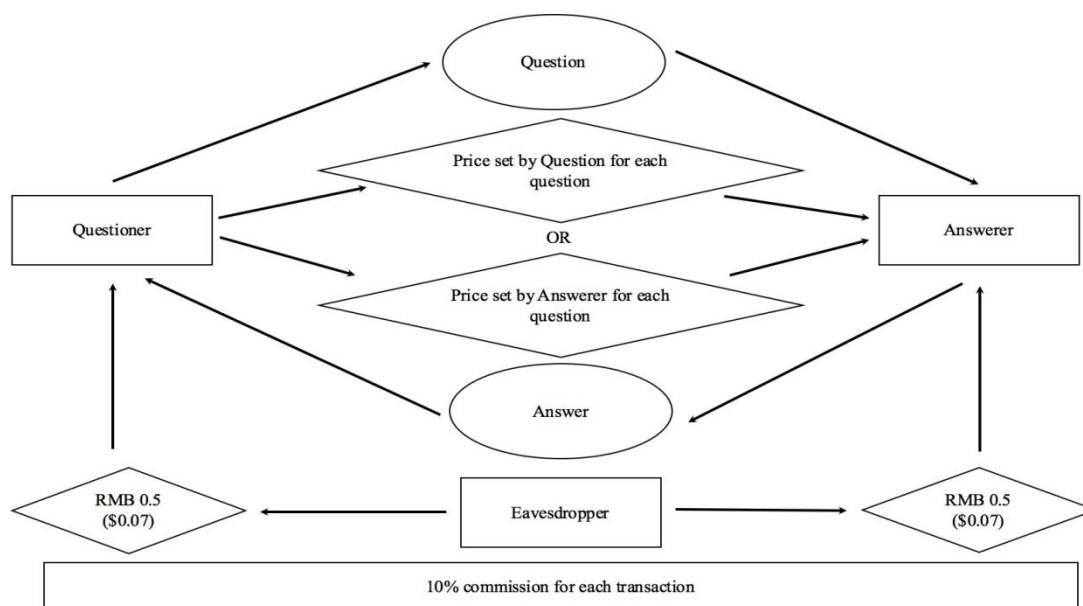 Question
Price set by Question for each
question
Questioner
OR
Answerer
Price set by Answerer for each
question
Answer
RMB 0.5
($0.07)
Eavesdropper
RMB 0.5
($0.07)
10% commission for each transaction